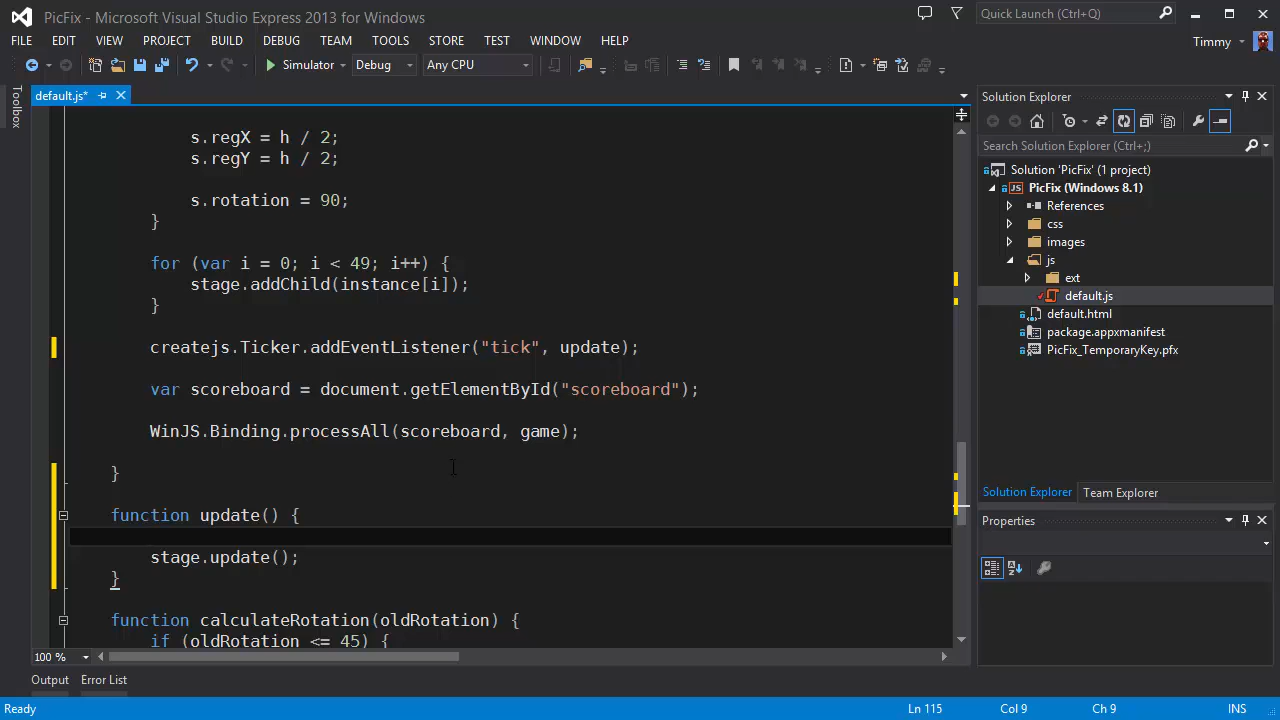 PicFix - Microsoft Visual Studio Express 2013 for Windows
Quick Launch (Ctrl+Q)
FILE EDIT VIEW PROJECT BUILD DEBUG TEAM TOOLS STORE TEST WINDOW HELP
Timmy
Simulator Debug Any CPU
Toolbox
default.js*
s.regX = h / 2;
s.regY = h / 2;
s.rotation = 90;
}
for (var i = 0; i < 49; i++) {
stage.addChild(instance[i]);
}
createjs.Ticker.addEventListener("tick", update);
var scoreboard = document.getElementById("scoreboard");
WinJS.Binding.processAll(scoreboard, game);
}
function update() {
stage.update();
}
function calculateRotation(oldRotation) {
if (oldRotation <= 45) {
100 %
Solution Explorer
Search Solution Explorer (Ctrl+;)
Solution 'PicFix' (1 project)
JS PicFix (Windows 8.1)
References
css
images
js
ext
default.js
default.html
package.appxmanifest
PicFix_TemporaryKey.pfx
Solution Explorer Team Explorer
Properties
Output Error List
Ready Ln 115 Col 9 Ch 9 INS